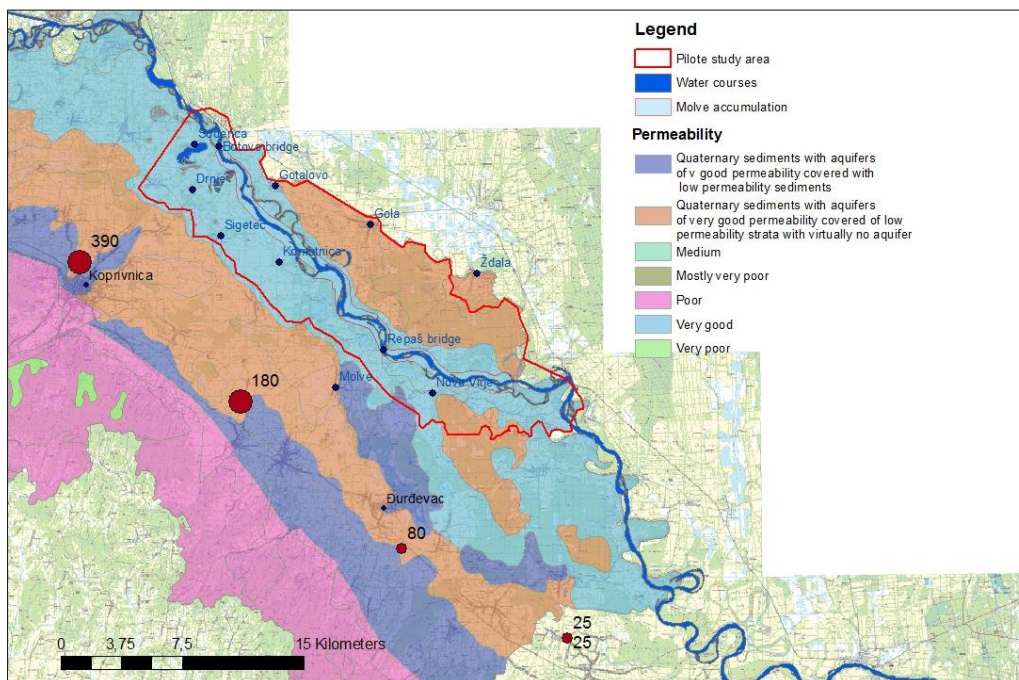 Legend
Pilote study area
Water courses
Molve accumulation
Permeability
Quaternary sediments with aquifers
of v good permeability covered with
low permeability sediments
Quaternary sediments with aquifers
of very good permeability covered of low
permeability strata with virtually no aquifer
Medium
Mostly very poor
Poor
Very good
Very poor
Botovo bridge
Drnje
Gotalovo
Gola
Sigetec
Ždala
Komatnica
390
Koprivnica
Repaš bridge
Molve
Novo Virje
180
Đurđevac
80
25
25
0 3,75 7,5 15 Kilometers